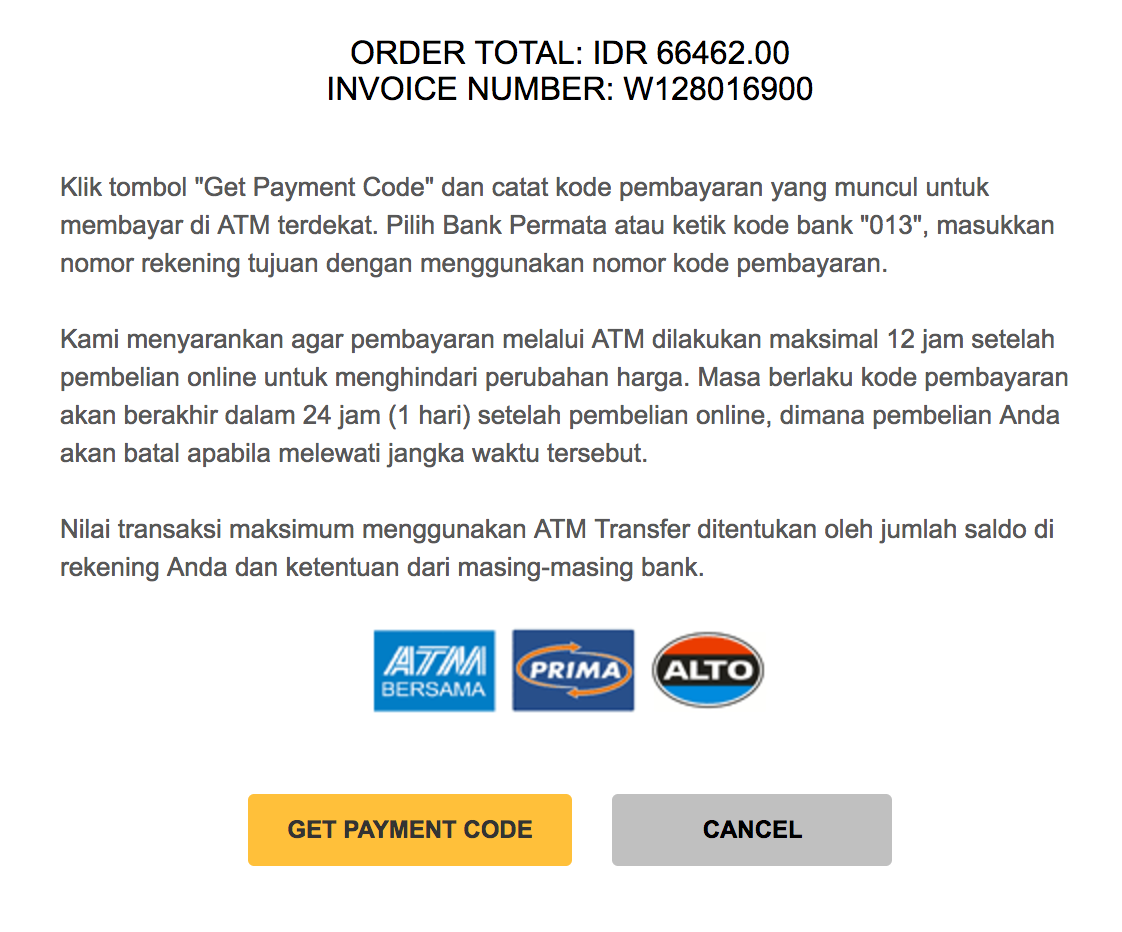 ORDER TOTAL: IDR 66462.00
INVOICE NUMBER: W128016900
Klik tombol "Get Payment Code" dan catat kode pembayaran yang muncul untuk
membayar di ATM terdekat. Pilih Bank Permata atau ketik kode bank "013", masukkan
nomor rekening tujuan dengan menggunakan nomor kode pembayaran.
Kami menyarankan agar pembayaran melalui ATM dilakukan maksimal 12 jam setelah
pembelian online untuk menghindari perubahan harga. Masa berlaku kode pembayaran
akan berakhir dalam 24 jam (1 hari) setelah pembelian online, dimana pembelian Anda
akan batal apabila melewati jangka waktu tersebut.
Nilai transaksi maksimum menggunakan ATM Transfer ditentukan oleh jumlah saldo di
rekening Anda dan ketentuan dari masing-masing bank.
ATM
BERSAMA
PRIMA
ALTO
GET PAYMENT CODE
CANCEL